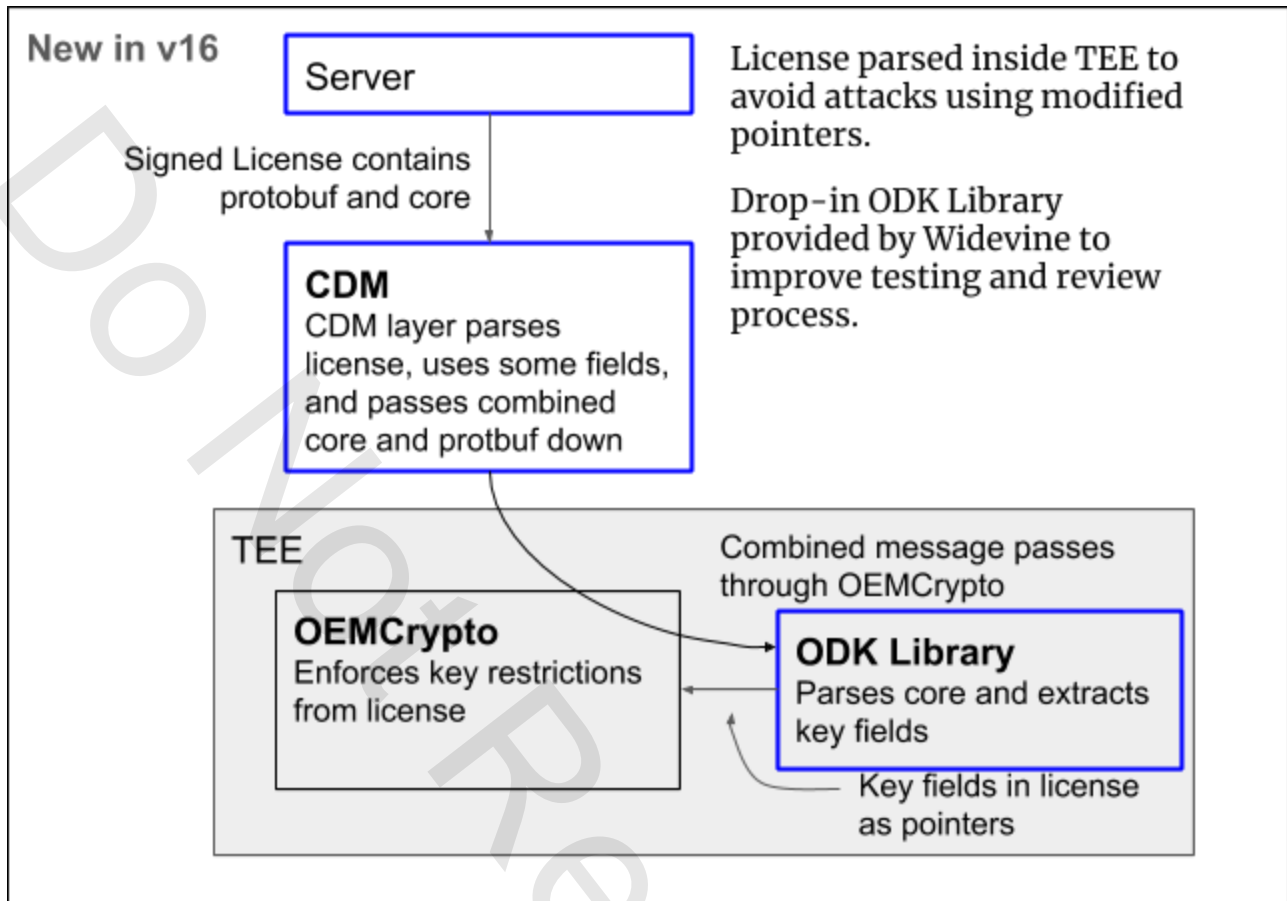 New in v16
Server
License parsed inside TEE to
avoid attacks using modified
pointers.
Drop-in ODK Library
provided by Widevine to
improve testing and review
process.
Signed License contains
protobuf and core
CDM
CDM layer parses
license, uses some fields,
and passes combined
core and protbuf down
TEE
Combined message passes
through OEMCrypto
OEMCrypto
Enforces key restrictions
from license
ODK Library
Parses core and extracts
key fields
Key fields in license
as pointers
Do Not Re